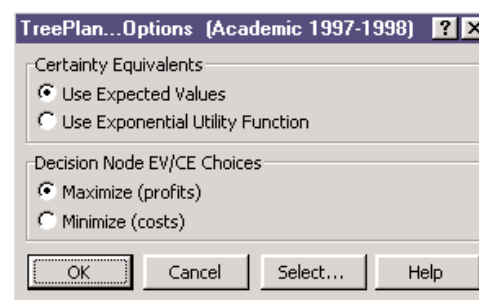 TreePlan...Options (Academic 1997-1998) ? X
Certainty Equivalents
Use Expected Values
Use Exponential Utility Function
Decision Node EV/CE Choices
Maximize (profits)
Minimize (costs)
OK Cancel Select... Help